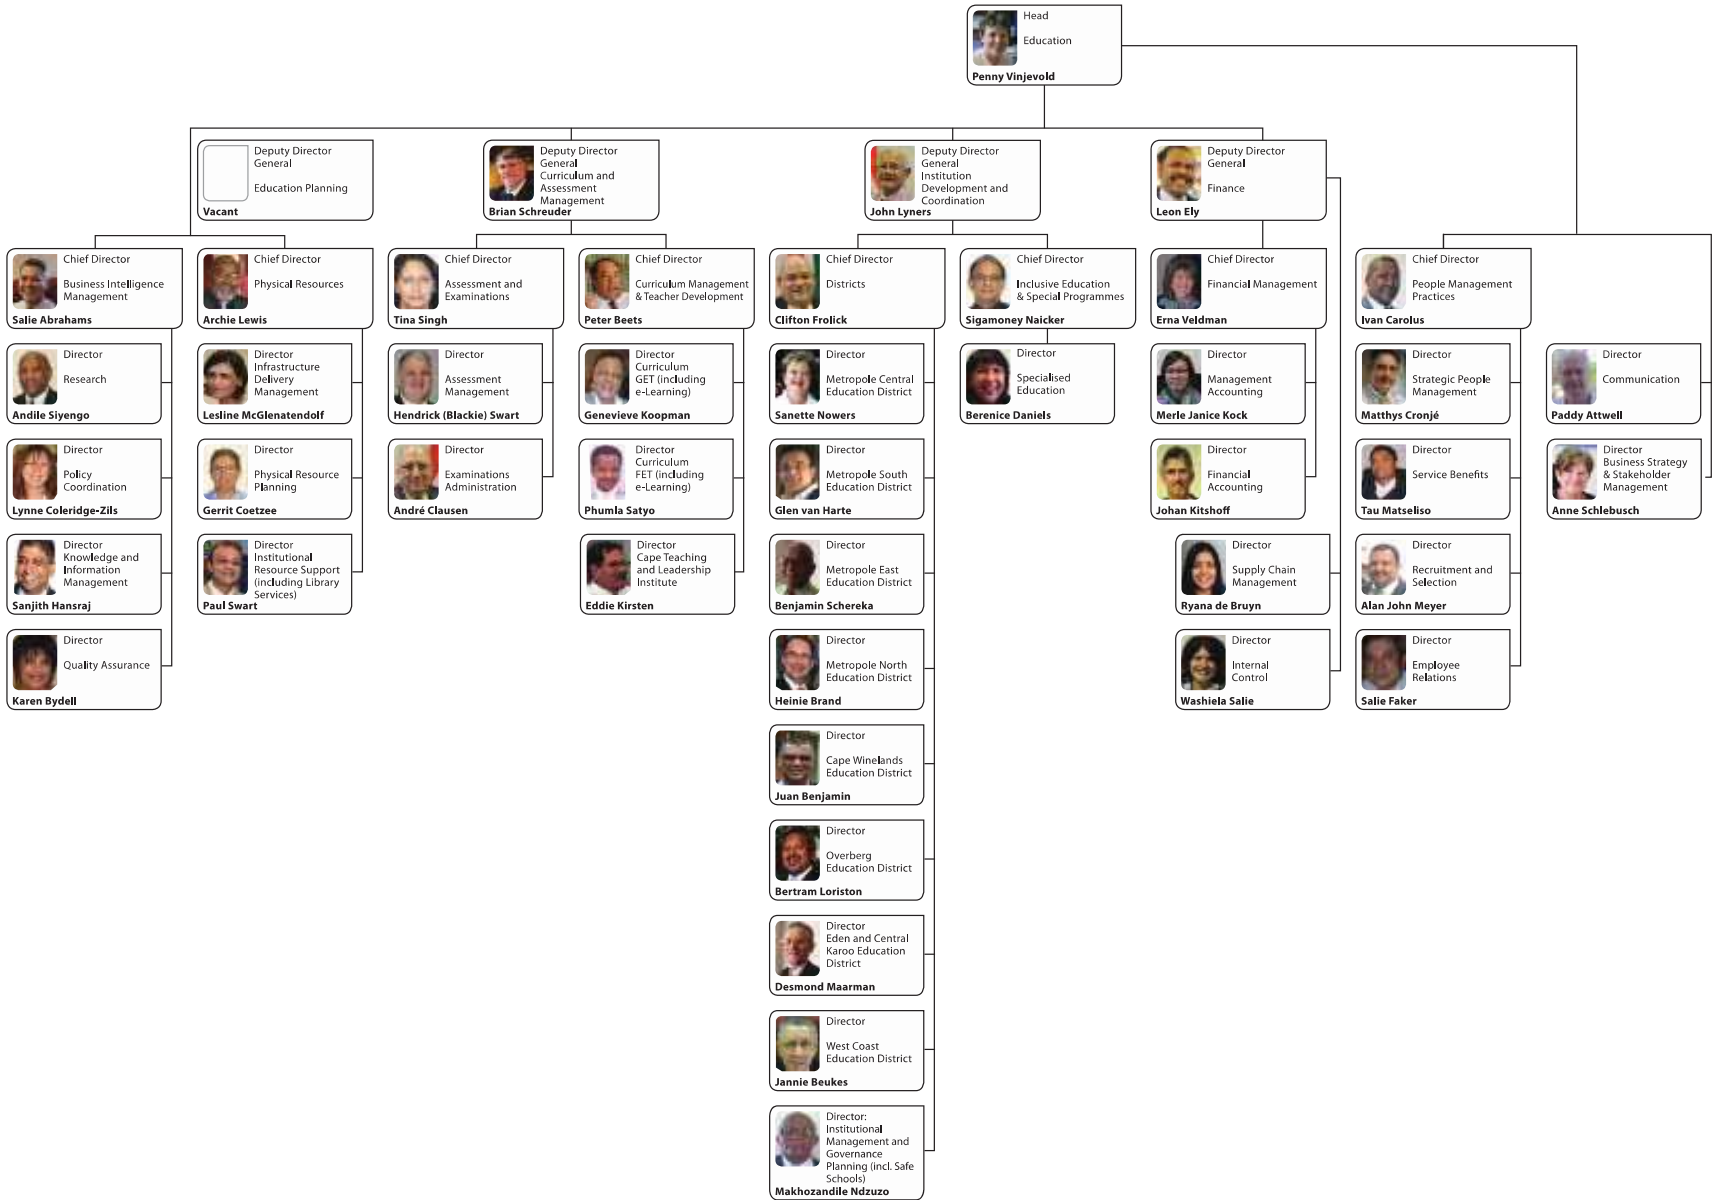 Head
Education
Penny Vinjevold
Deputy Director
General
Education Planning
Vacant
Deputy Director
General
Curriculum and
Assessment
Management
Brian Schreuder
Deputy Director
General
Institution
Development and
Coordination
John Lyners
Deputy Director
General
Finance
Leon Ely
Chief Director
Business Intelligence
Management
Salie Abrahams
Chief Director
Physical Resources
Archie Lewis
Chief Director
Assessment and
Examinations
Tina Singh
Chief Director
Curriculum Management
& Teacher Development
Peter Beets
Chief Director
Districts
Clifton Frolick
Chief Director
Inclusive Education
& Special Programmes
Sigamoney Naicker
Chief Director
Financial Management
Erna Veldman
Chief Director
People Management
Practices
Ivan Carolus
Director
Research
Andile Siyengo
Director
Infrastructure
Delivery
Management
Lesline McGlenatendolf
Director
Assessment
Management
Hendrick (Blackie) Swart
Director
Curriculum
GET (including
e-Learning)
Genevieve Koopman
Director
Metropole Central
Education District
Sanette Nowers
Director
Specialised
Education
Berenice Daniels
Director
Management
Accounting
Merle Janice Kock
Director
Strategic People
Management
Matthys Cronjé
Director
Communication
Paddy Attwell
Director
Policy
Coordination
Lynne Coleridge-Zils
Director
Physical Resource
Planning
Gerrit Coetzee
Director
Examinations
Administration
André Clausen
Director
Curriculum
FET (including
e-Learning)
Phumla Satyo
Director
Metropole South
Education District
Glen van Harte
Director
Financial
Accounting
Johan Kitshoff
Director
Service Benefits
Tau Matseliso
Director
Business Strategy
& Stakeholder
Management
Anne Schlebusch
Director
Knowledge and
Information
Management
Sanjith Hansraj
Director
Institutional
Resource Support
(including Library
Services)
Paul Swart
Director
Cape Teaching
and Leadership
Institute
Eddie Kirsten
Director
Metropole East
Education District
Benjamin Schereka
Director
Supply Chain
Management
Ryana de Bruyn
Director
Recruitment and
Selection
Alan John Meyer
Director
Quality Assurance
Karen Bydell
Director
Metropole North
Education District
Heinie Brand
Director
Internal
Control
Washiela Salie
Director
Employee
Relations
Salie Faker
Director
Cape Winelands
Education District
Juan Benjamin
Director
Overberg
Education District
Bertram Loriston
Director
Eden and Central
Karoo Education
District
Desmond Maarman
Director
West Coast
Education District
Jannie Beukes
Director:
Institutional
Management and
Governance
Planning (incl. Safe
Schools)
Makhozandile Ndzuzo